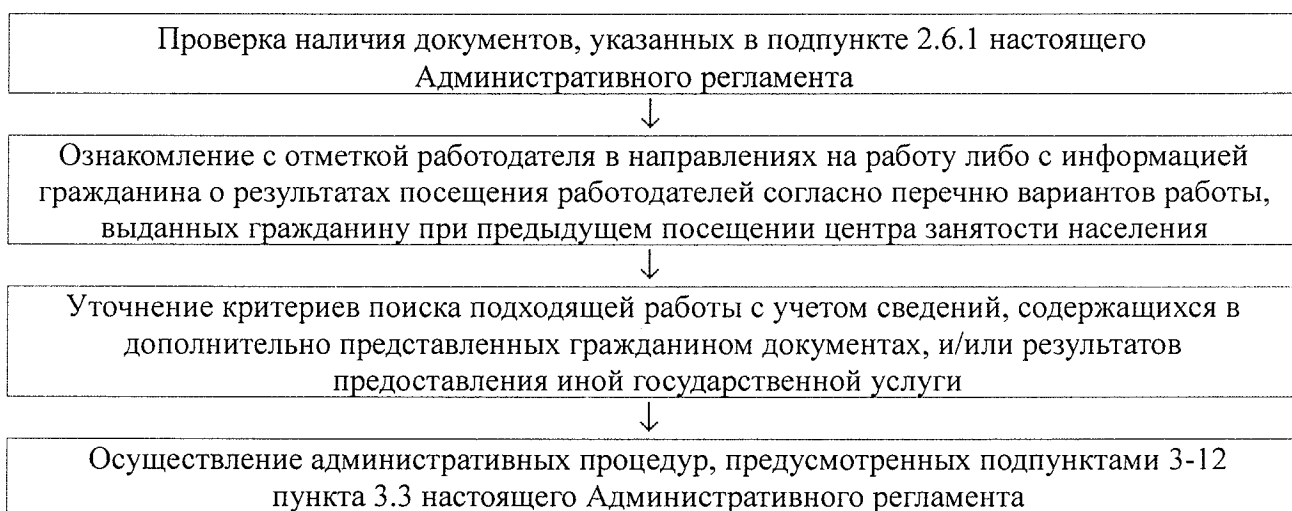 Проверка наличия документов, указанных в подпункте 2.6.1 настоящего
Административного регламента
↓
Ознакомление с отметкой работодателя в направлениях на работу либо с информацией
гражданина о результатах посещения работодателей согласно перечню вариантов работы,
выданных гражданину при предыдущем посещении центра занятости населения
↓
Уточнение критериев поиска подходящей работы с учетом сведений, содержащихся в
дополнительно представленных гражданином документах, и/или результатов
предоставления иной государственной услуги
↓
Осуществление административных процедур, предусмотренных подпунктами 3-12
пункта 3.3 настоящего Административного регламента